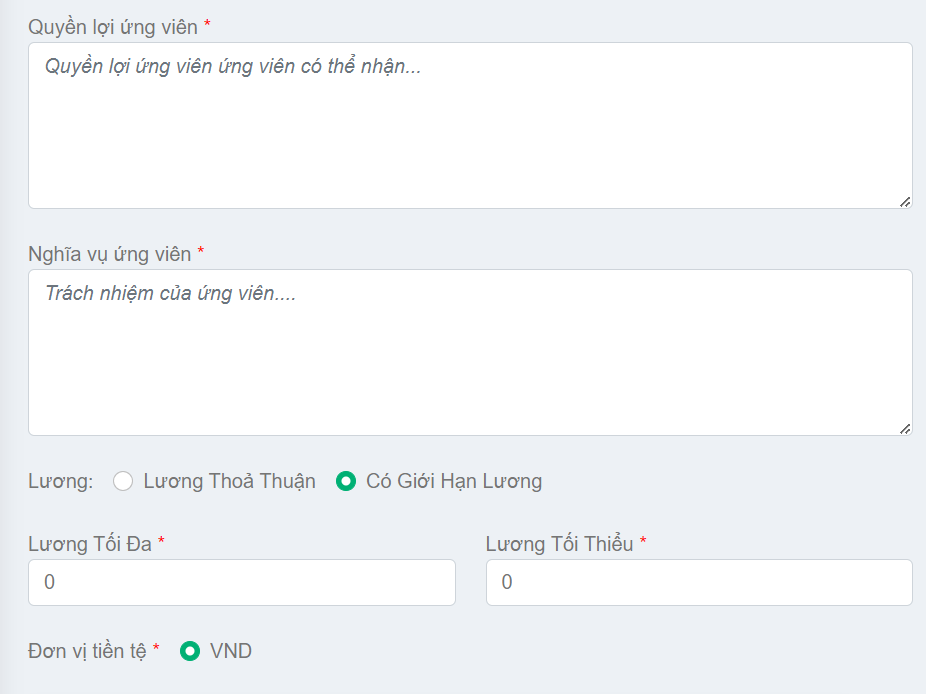 Quyền lợi ứng viên *
Quyền lợi ứng viên ứng viên có thể nhận...
Nghĩa vụ ứng viên *
Trách nhiệm của ứng viên....
Lương: Lương Thoả Thuận Có Giới Hạn Lương
Lương Tối Đa * Lương Tối Thiểu *
0 0
Đơn vị tiền tệ * VND